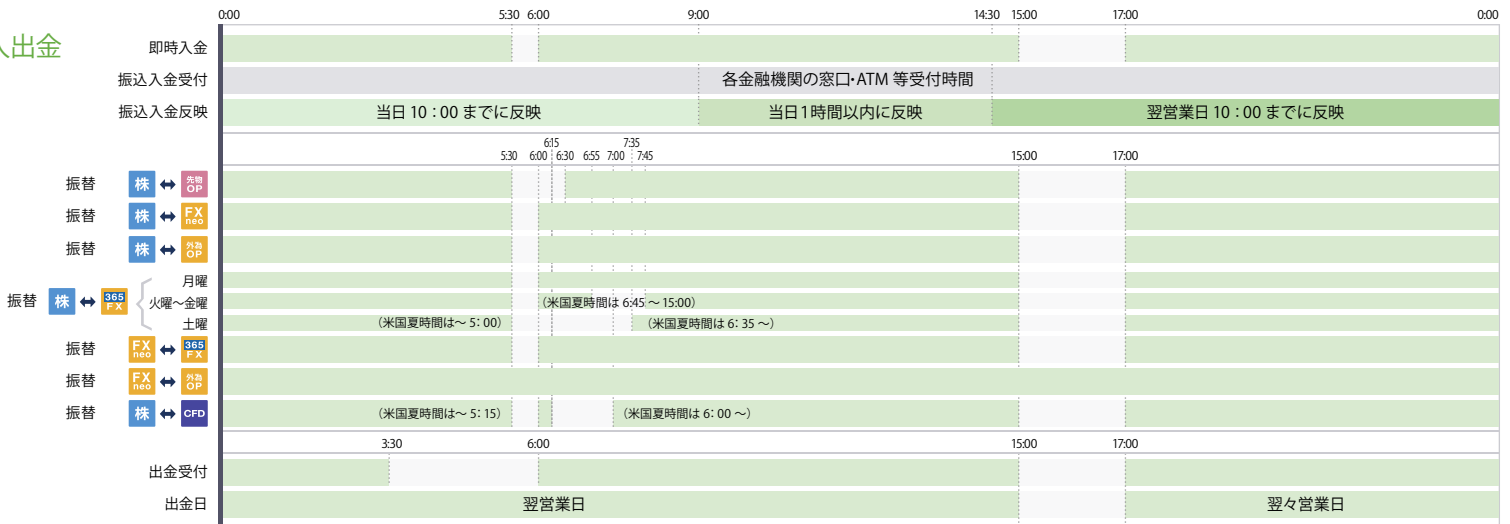 0:00 5:30 6:00 9:00 14:30 15:00 17:00 0:00
入出金
即時入金
振込入金受付 各金融機関の窓口・ATM 等受付時間
振込入金反映 当日 10：00 までに反映 当日1時間以内に反映 翌営業日 10：00 までに反映
6:15 7:35
5:30 6:00 6:30 6:55 7:00 7:45 15:00 17:00
振替 株 ⇔ 先物OP
振替 株 ⇔ FX neo
振替 株 ⇔ 外為OP
月曜
振替 株 ⇔ 365 FX 火曜～金曜 （米国夏時間は 6:45 ～ 15:00）
土曜 （米国夏時間は～ 5：00） （米国夏時間は 6：35 ～）
振替 FX neo ⇔ 365 FX
振替 FX neo ⇔ 外為OP
振替 株 ⇔ CFD （米国夏時間は～ 5：15） （米国夏時間は 6：00 ～）
3:30 6:00 15:00 17:00
出金受付
出金日 翌営業日 翌々営業日